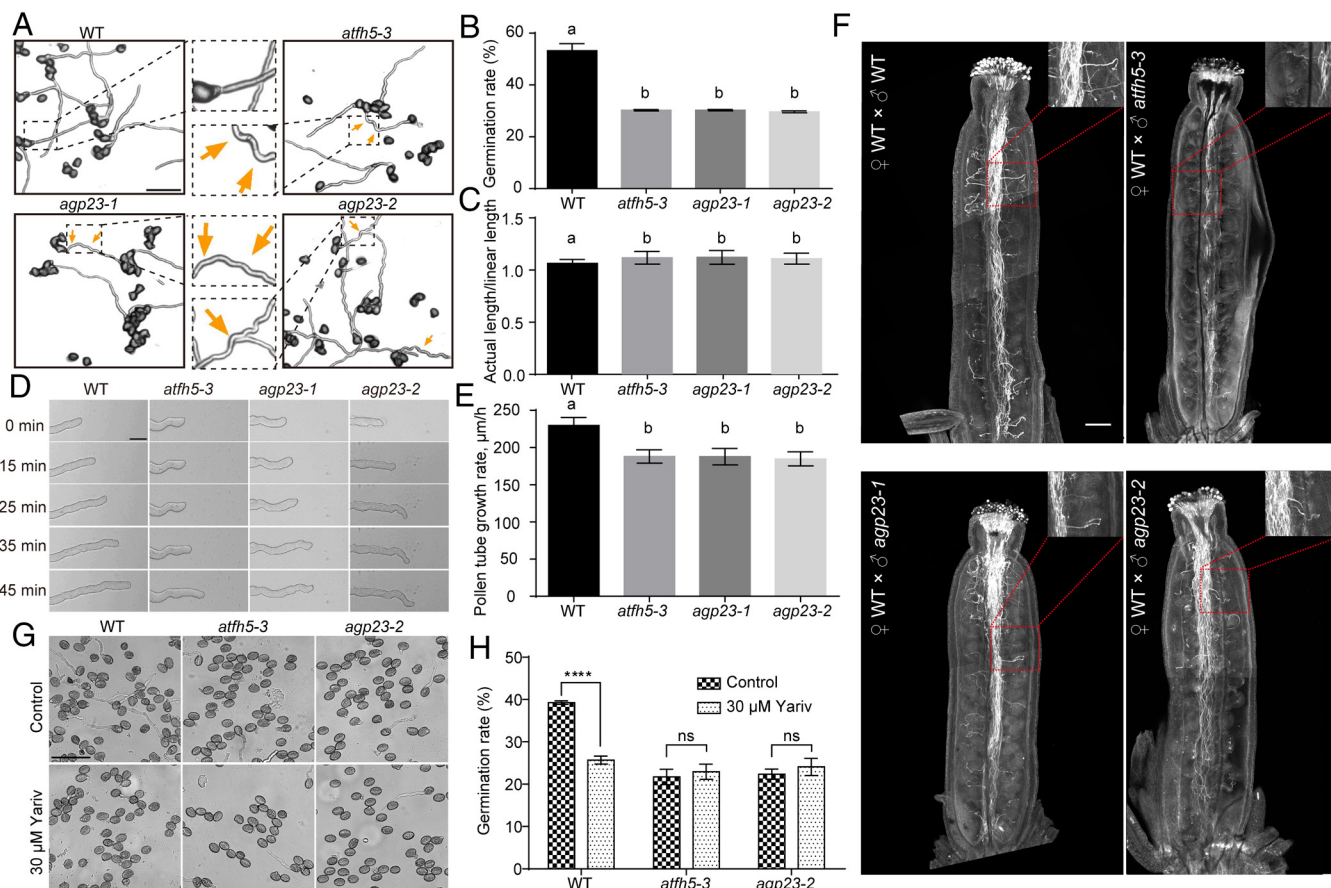 A
WT
atfh5-3
agp23-1
agp23-2
B
Germination rate (%)
60
40
20
0
a
b
b
b
WT
atfh5-3
agp23-1
agp23-2
C
Actual length/linear length
1.5
1.0
0.5
0.0
a
b
b
b
WT
atfh5-3
agp23-1
agp23-2
D
WT
atfh5-3
agp23-1
agp23-2
0 min
15 min
25 min
35 min
45 min
E
Pollen tube growth rate, µm/h
250
200
150
100
50
0
a
b
b
b
WT
atfh5-3
agp23-1
agp23-2
F
♀ WT × ♂ WT
♀ WT × ♂ atfh5-3
♀ WT × ♂ agp23-1
♀ WT × ♂ agp23-2
G
WT
atfh5-3
agp23-2
Control
30 µM Yariv
H
Germination rate (%)
50
40
30
20
10
0
****
ns
ns
Control
30 µM Yariv
WT
atfh5-3
agp23-2